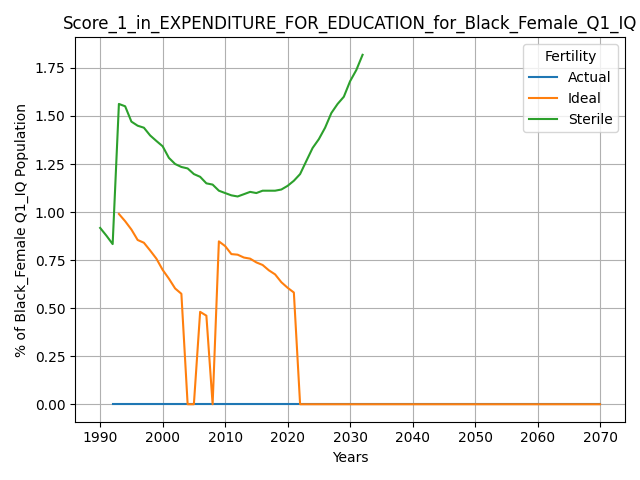 Score_1_in_EXPENDITURE_FOR_EDUCATION_for_Black_Female_Q1_IQ
Fertility
Actual
Ideal
Sterile
% of Black_Female Q1_IQ Population
1.75
1.50
1.25
1.00
0.75
0.50
0.25
0.00
1990 2000 2010 2020 2030 2040 2050 2060 2070
Years